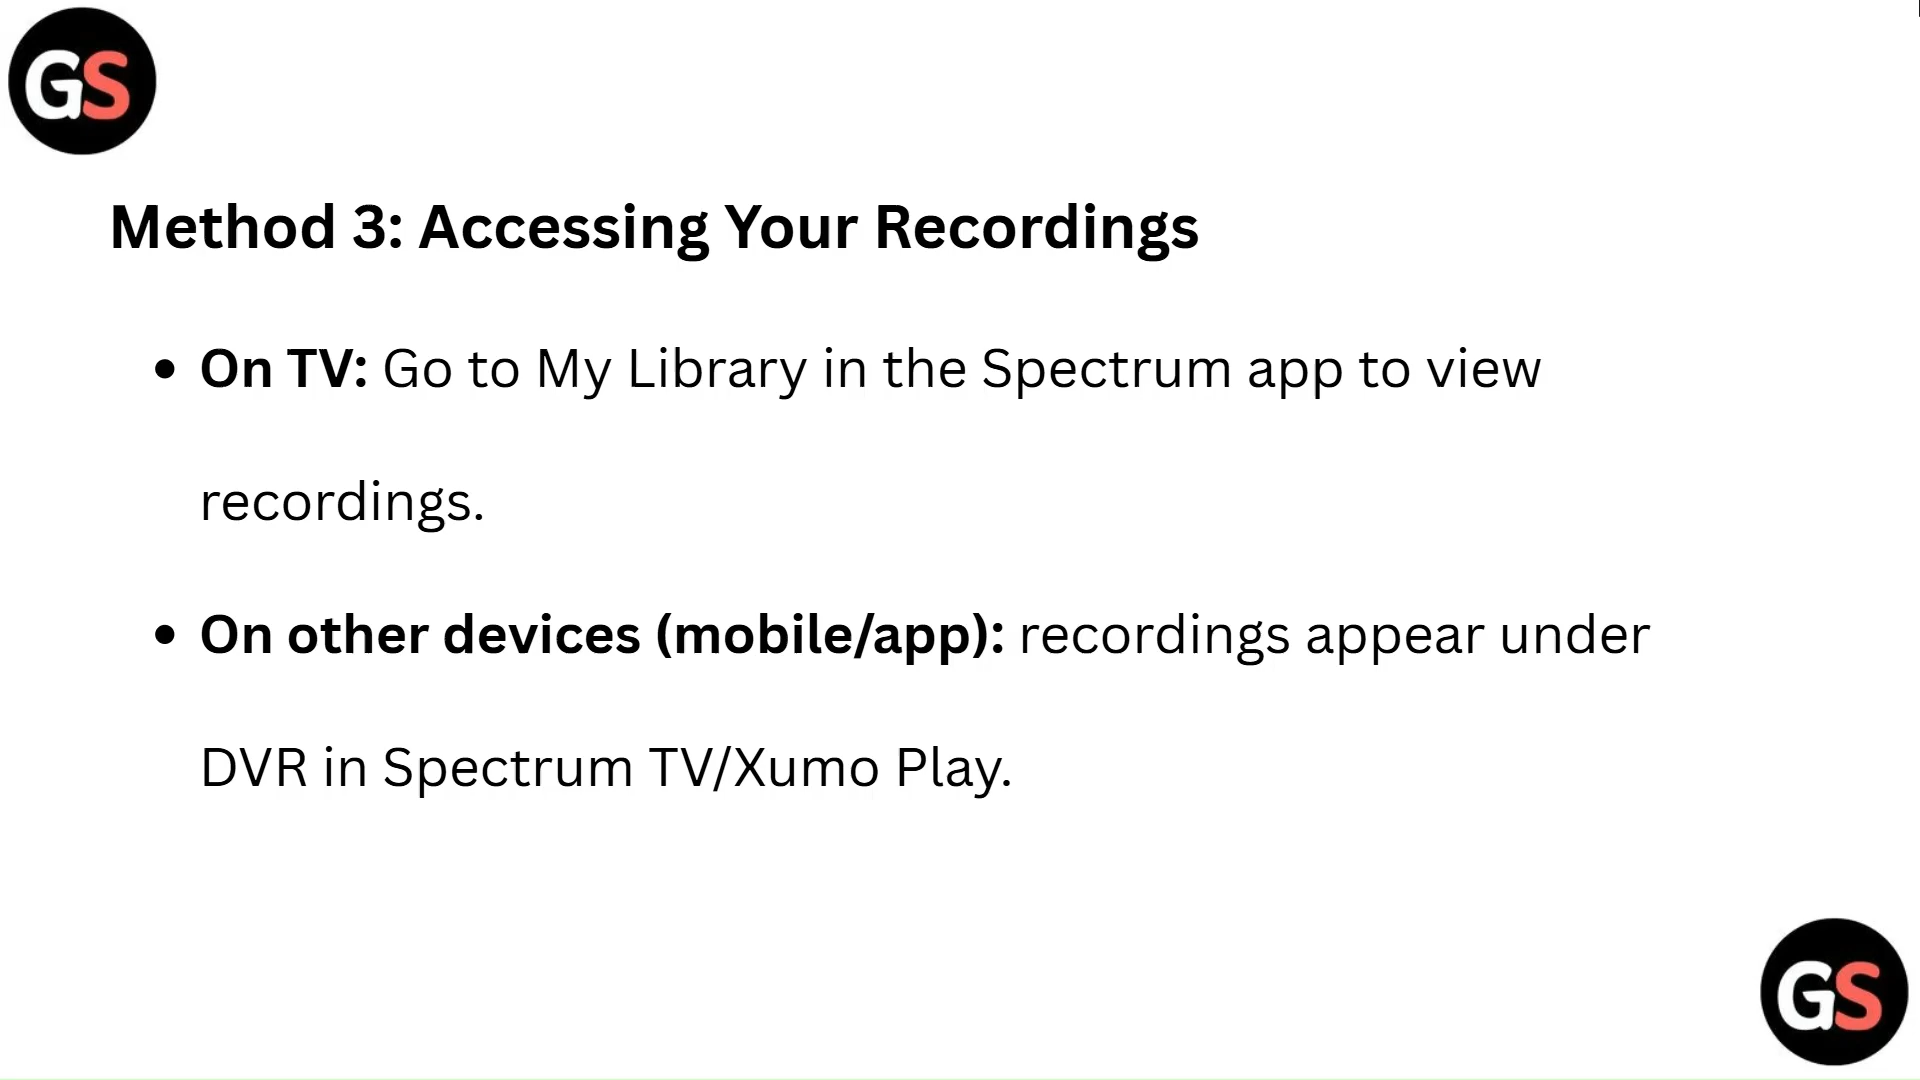 GS
Method 3: Accessing Your Recordings
• On TV: Go to My Library in the Spectrum app to view
recordings.
• On other devices (mobile/app): recordings appear under
DVR in Spectrum TV/Xumo Play.
GS